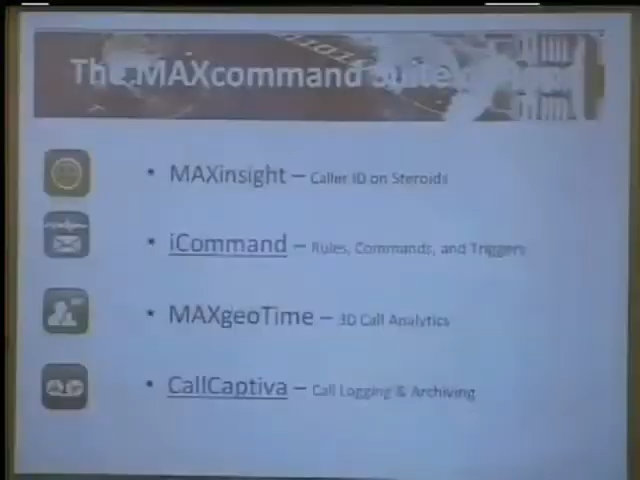 The MAXcommand Suite
• MAXinsight – Caller ID on Steroids
• iCommand – Rules, Commands, and Triggers
• MAXgeoTime – 3D Call Analytics
• CallCaptiva – Call Logging & Archiving